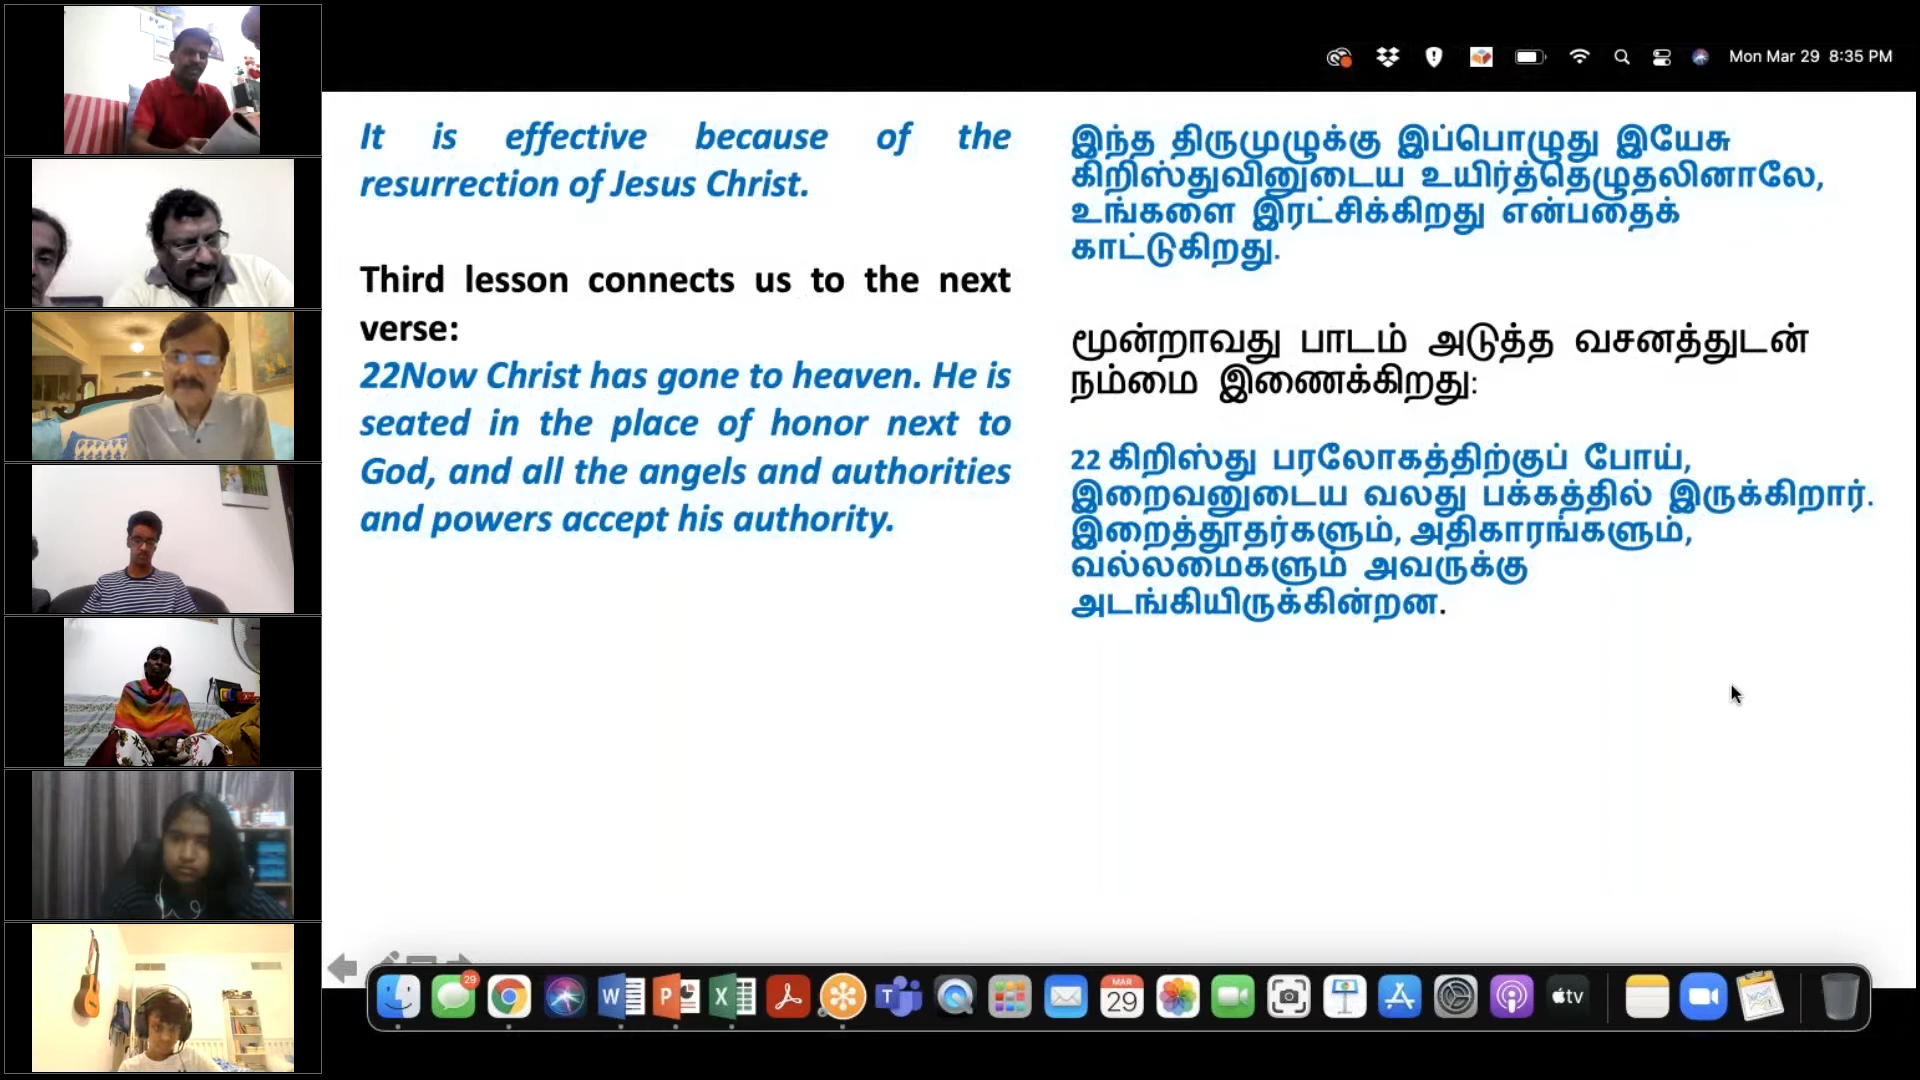 Mon Mar 29 8:35 PM
It is effective because of the
resurrection of Jesus Christ.
Third lesson connects us to the next
verse:
22Now Christ has gone to heaven. He is
seated in the place of honor next to
God, and all the angels and authorities
and powers accept his authority.
இந்த திருமுழுக்கு இப்பொழுது இயேசு
கிறிஸ்துவினுடைய உயிர்த்தெழுதலினாலே,
உங்களை இரட்சிக்கிறது என்பதைக்
காட்டுகிறது.
மூன்றாவது பாடம் அடுத்த வசனத்துடன்
நம்மை இணைக்கிறது:
22 கிறிஸ்து பரலோகத்திற்குப் போய்,
இறைவனுடைய வலது பக்கத்தில் இருக்கிறார்.
இறைத்தூதர்களும், அதிகாரங்களும்,
வல்லமைகளும் அவருக்கு
அடங்கியிருக்கின்றன.
29
W
P
X
T
MAR
29
tv